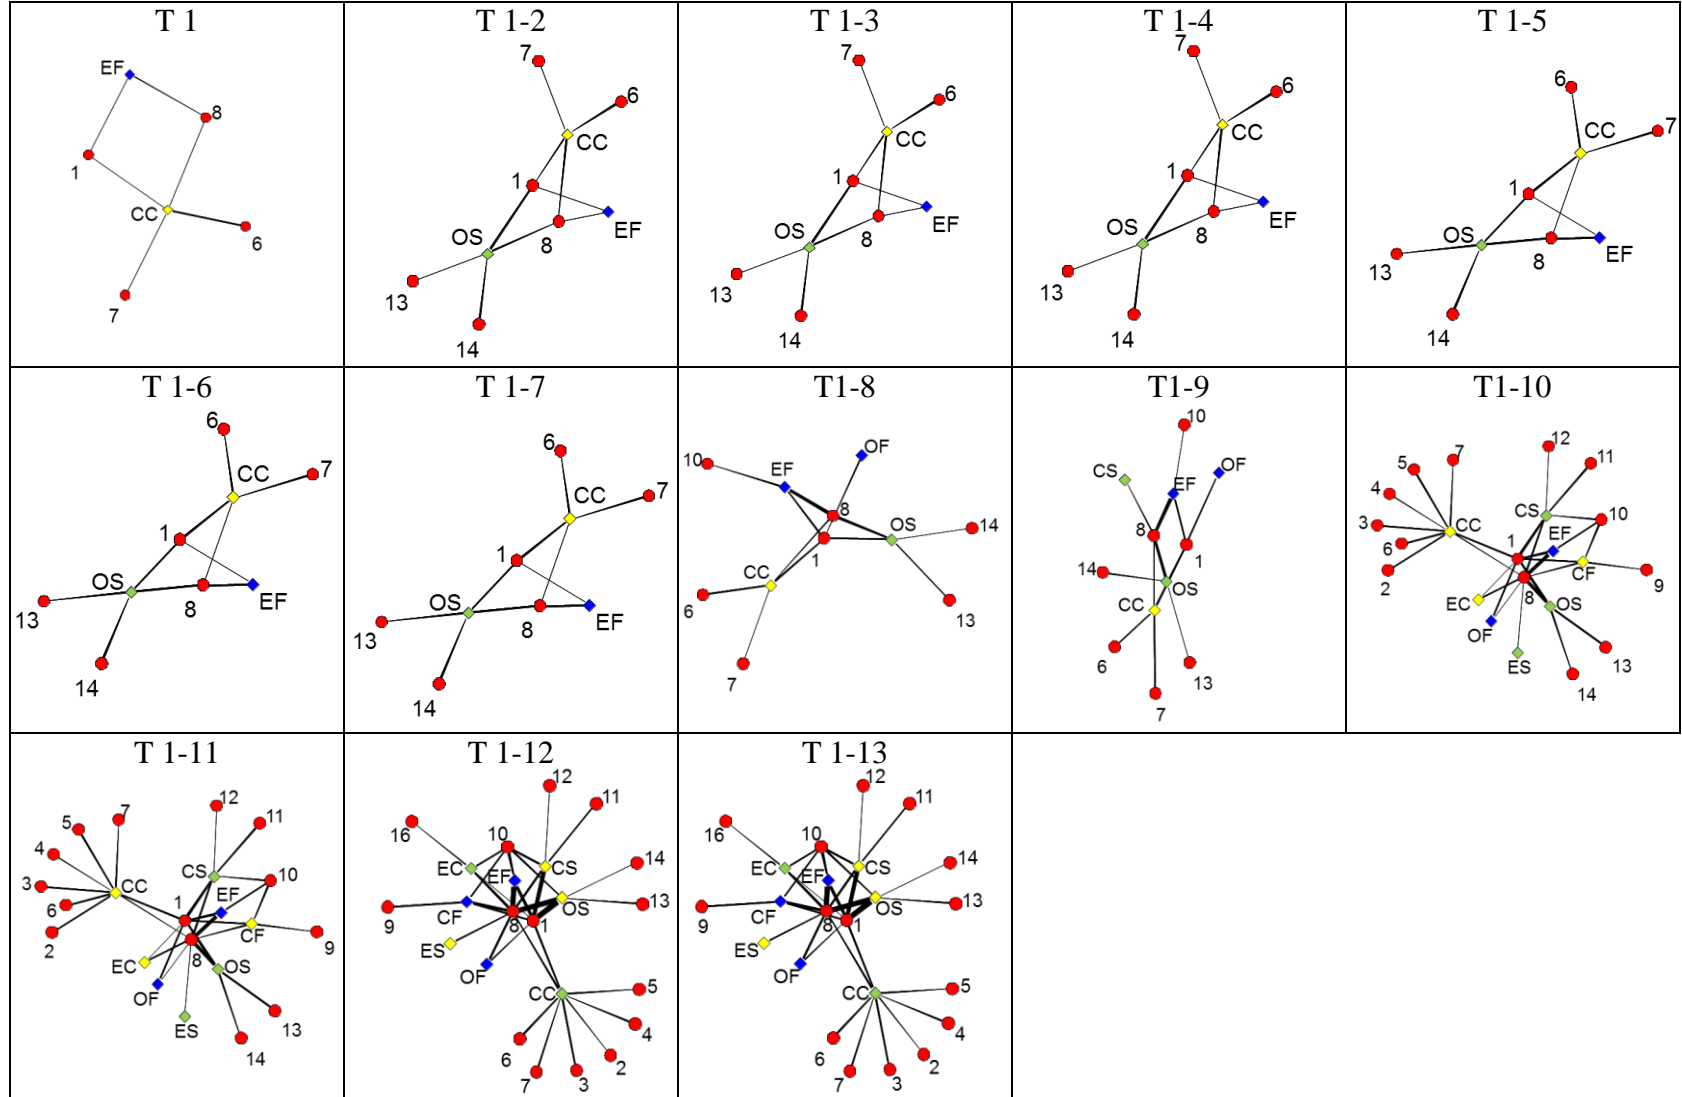 T 1
EF
8
1
CC
6
7
T 1-2
7
6
CC
1
OS
8
EF
13
14
T 1-3
7
6
CC
1
OS
8
EF
13
14
T 1-4
7
6
CC
1
OS
8
EF
13
14
T 1-5
6
7
CC
1
OS
8
EF
13
14
T 1-6
6
7
CC
1
OS
8
EF
13
14
T 1-7
6
7
CC
1
OS
8
EF
13
14
T1-8
OF
10
EF
8
OS
14
1
CC
6
13
7
T1-9
10
CS
OF
EF
8
1
14
OS
CC
6
13
7
T1-10
12
7
5
11
4
CS
10
3
CC
EF
6
1
CF
9
2
8
EC
OS
OF
13
ES
14
T 1-11
12
7
5
11
4
CS
10
3
CC
EF
6
1
CF
9
2
8
EC
OS
OF
13
ES
14
T 1-12
12
11
16
10
14
EC
CS
EF
13
CF
OS
9
8
1
ES
OF
CC
5
4
6
2
7
3
T 1-13
12
11
16
10
14
EC
CS
EF
13
CF
OS
9
8
1
ES
OF
CC
5
4
6
2
7
3